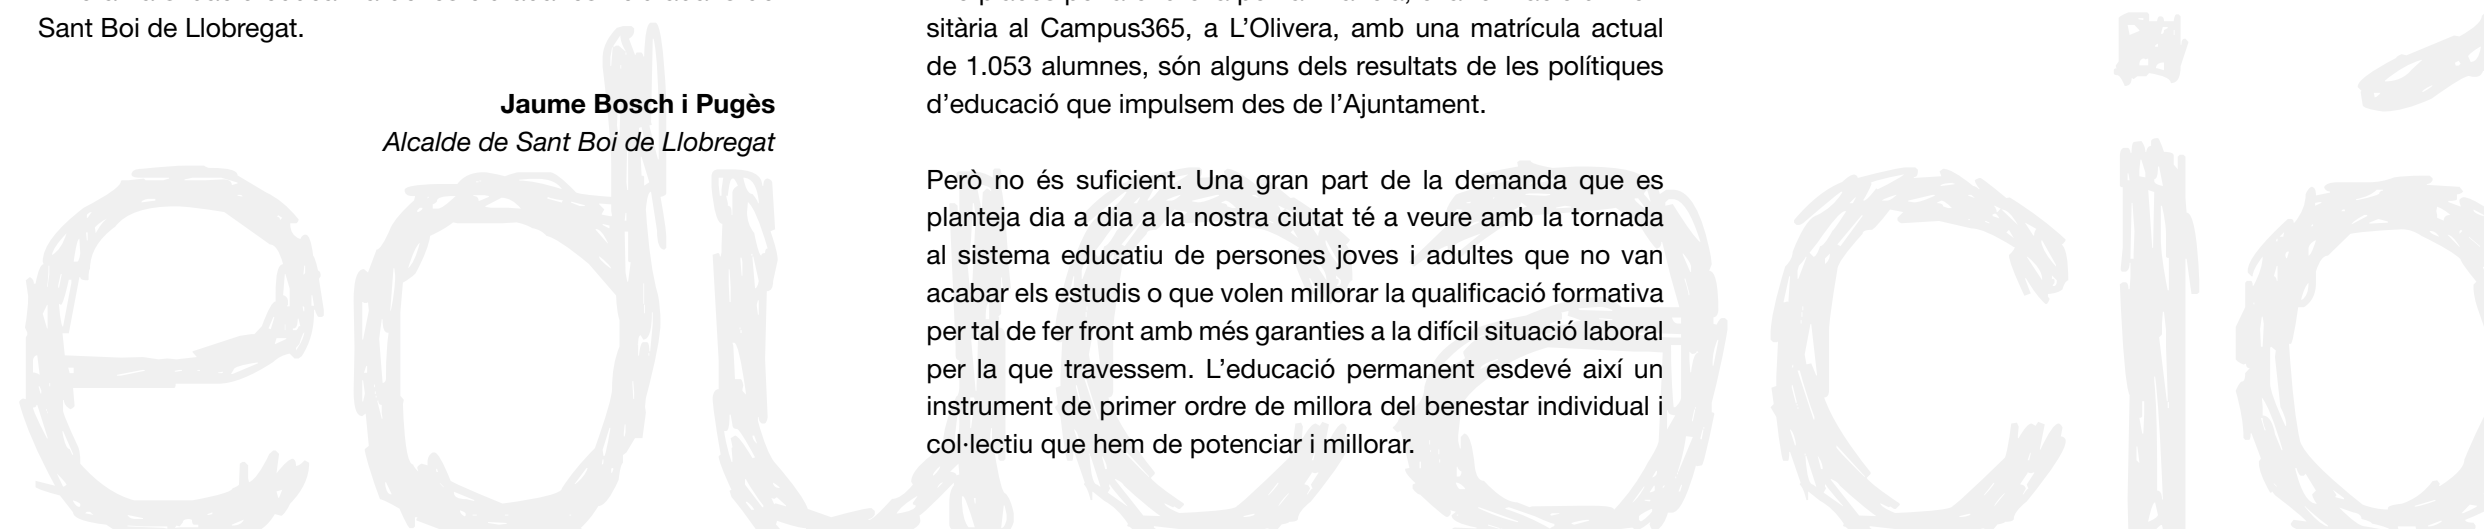 Sant Boi de Llobregat.
Jaume Bosch i Pugès
Alcalde de Sant Boi de Llobregat
sitària al Campus365, a L’Olivera, amb una matrícula actual
de 1.053 alumnes, són alguns dels resultats de les polítiques
d’educació que impulsem des de l’Ajuntament.
Però no és suficient. Una gran part de la demanda que es
planteja dia a dia a la nostra ciutat té a veure amb la tornada
al sistema educatiu de persones joves i adultes que no van
acabar els estudis o que volen millorar la qualificació formativa
per tal de fer front amb més garanties a la difícil situació laboral
per la que travessem. L’educació permanent esdevé així un
instrument de primer ordre de millora del benestar individual i
col·lectiu que hem de potenciar i millorar.
educació